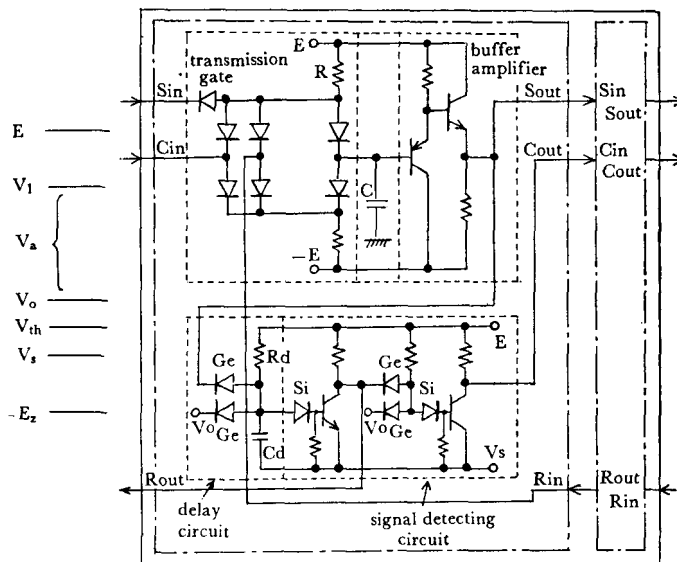 transmission
gate
E
R
buffer
amplifier
Sin
Sout
Sin
Sout
E
Cin
Cout
Cin
Cout
V1
C
Va
-E
Vo
Vth
E
Vs
Ge
Rd
Si
Ge
Si
-Ez
Vo
Ge
Vo
Ge
Cd
Vs
Rout
Rin
Rout
Rin
delay
circuit
signal detecting
circuit